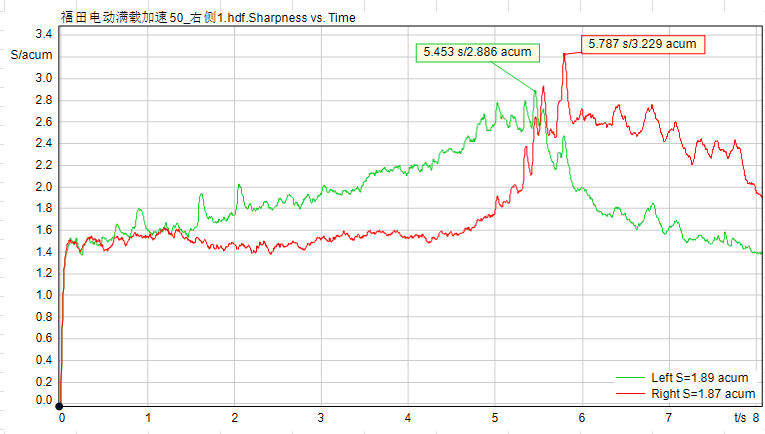 福田电动满载加速50_右侧1.hdf.Sharpness vs. Time
3.4
S/acum
3.0
2.8
2.6
2.4
2.2
2.0
1.8
1.6
1.4
1.2
1.0
0.8
0.6
0.4
0.2
0.0
5.453 s/2.886 acum
5.787 s/3.229 acum
Left S=1.89 acum
Right S=1.87 acum
0 1 2 3 4 5 6 7 t/s 8